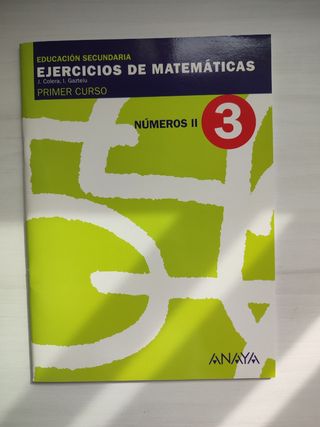 EDUCACIÓN SECUNDARIA
EJERCICIOS DE MATEMÁTICAS
J. Colera, I. Gaztelu
PRIMER CURSO
NÚMEROS II 3
ANAYA